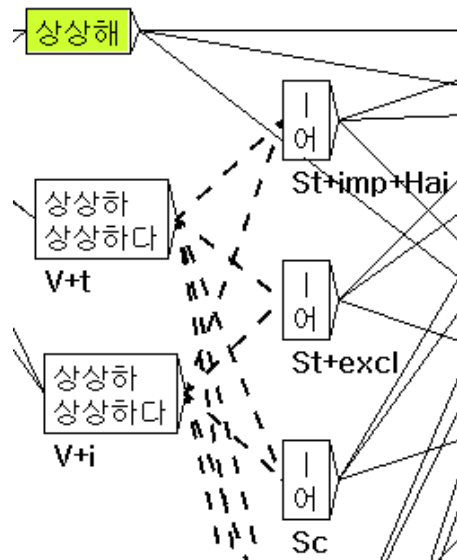 상상해
ㅣ
어
St+imp+Hai
상상하
상상하다
V+t
ㅣ
어
St+excl
상상하
상상하다
V+i
ㅣ
어
Sc